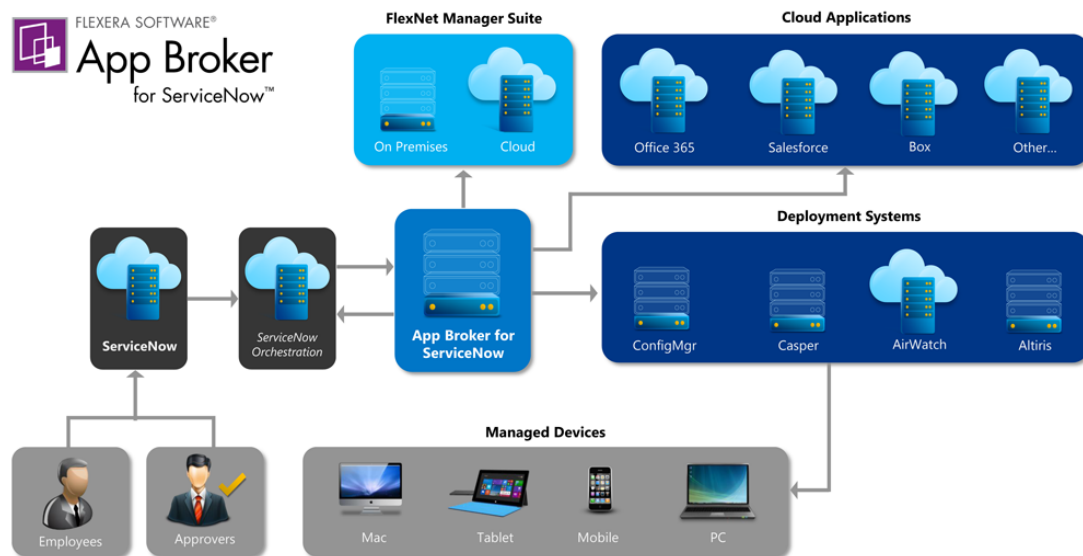 FLEXERA SOFTWARE®
App Broker
for ServiceNow™
FlexNet Manager Suite
On Premises
Cloud
Cloud Applications
Office 365
Salesforce
Box
Other...
ServiceNow
ServiceNow
Orchestration
App Broker for
ServiceNow
Deployment Systems
ConfigMgr
Casper
AirWatch
Altiris
Employees
Approvers
Managed Devices
Mac
Tablet
Mobile
PC